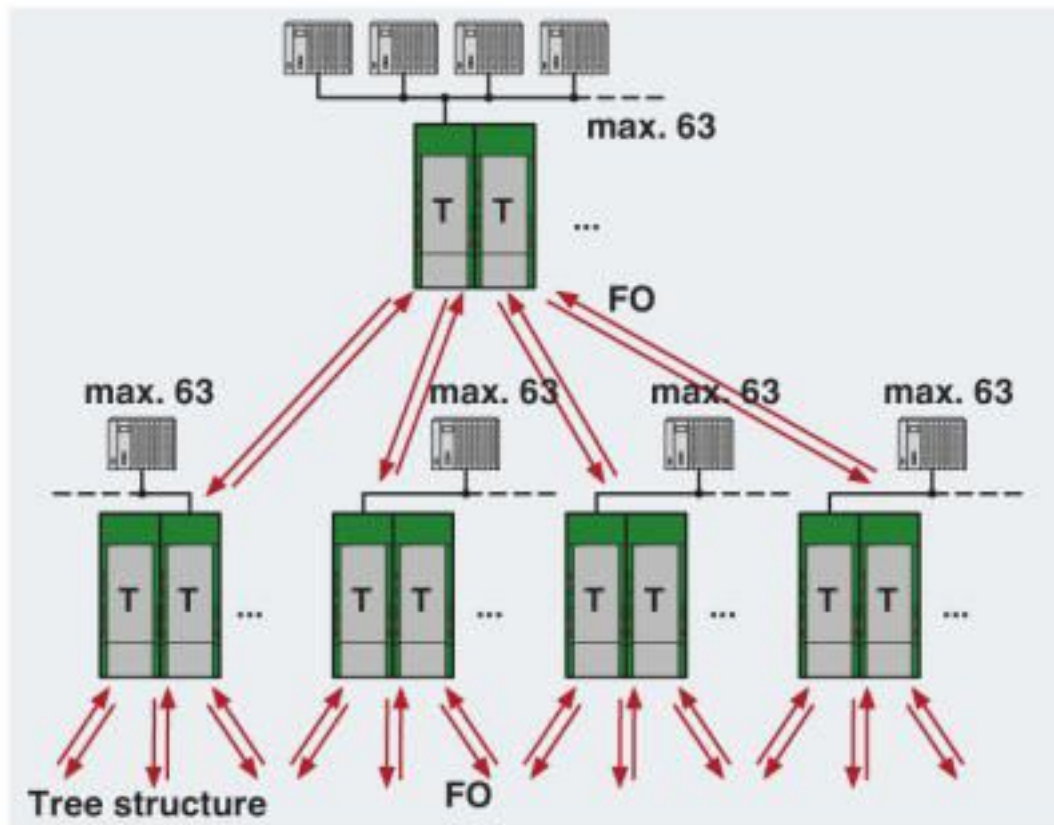 max. 63
T T ...
FO
max. 63 max. 63 max. 63 max. 63
T T ... T T ... T T ... T T ...
Tree structure FO